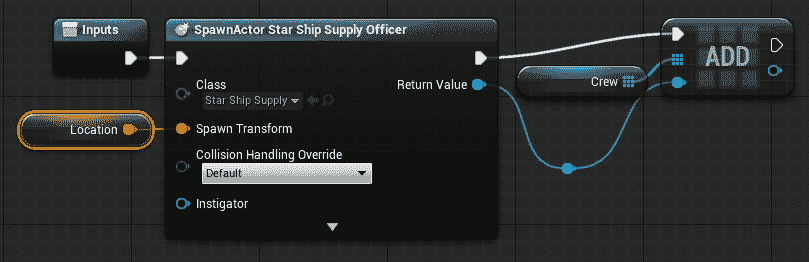 Inputs
SpawnActor Star Ship Supply Officer
Class
Star Ship Supply
Return Value
Location
Spawn Transform
Collision Handling Override
Default
Instigator
Crew
ADD